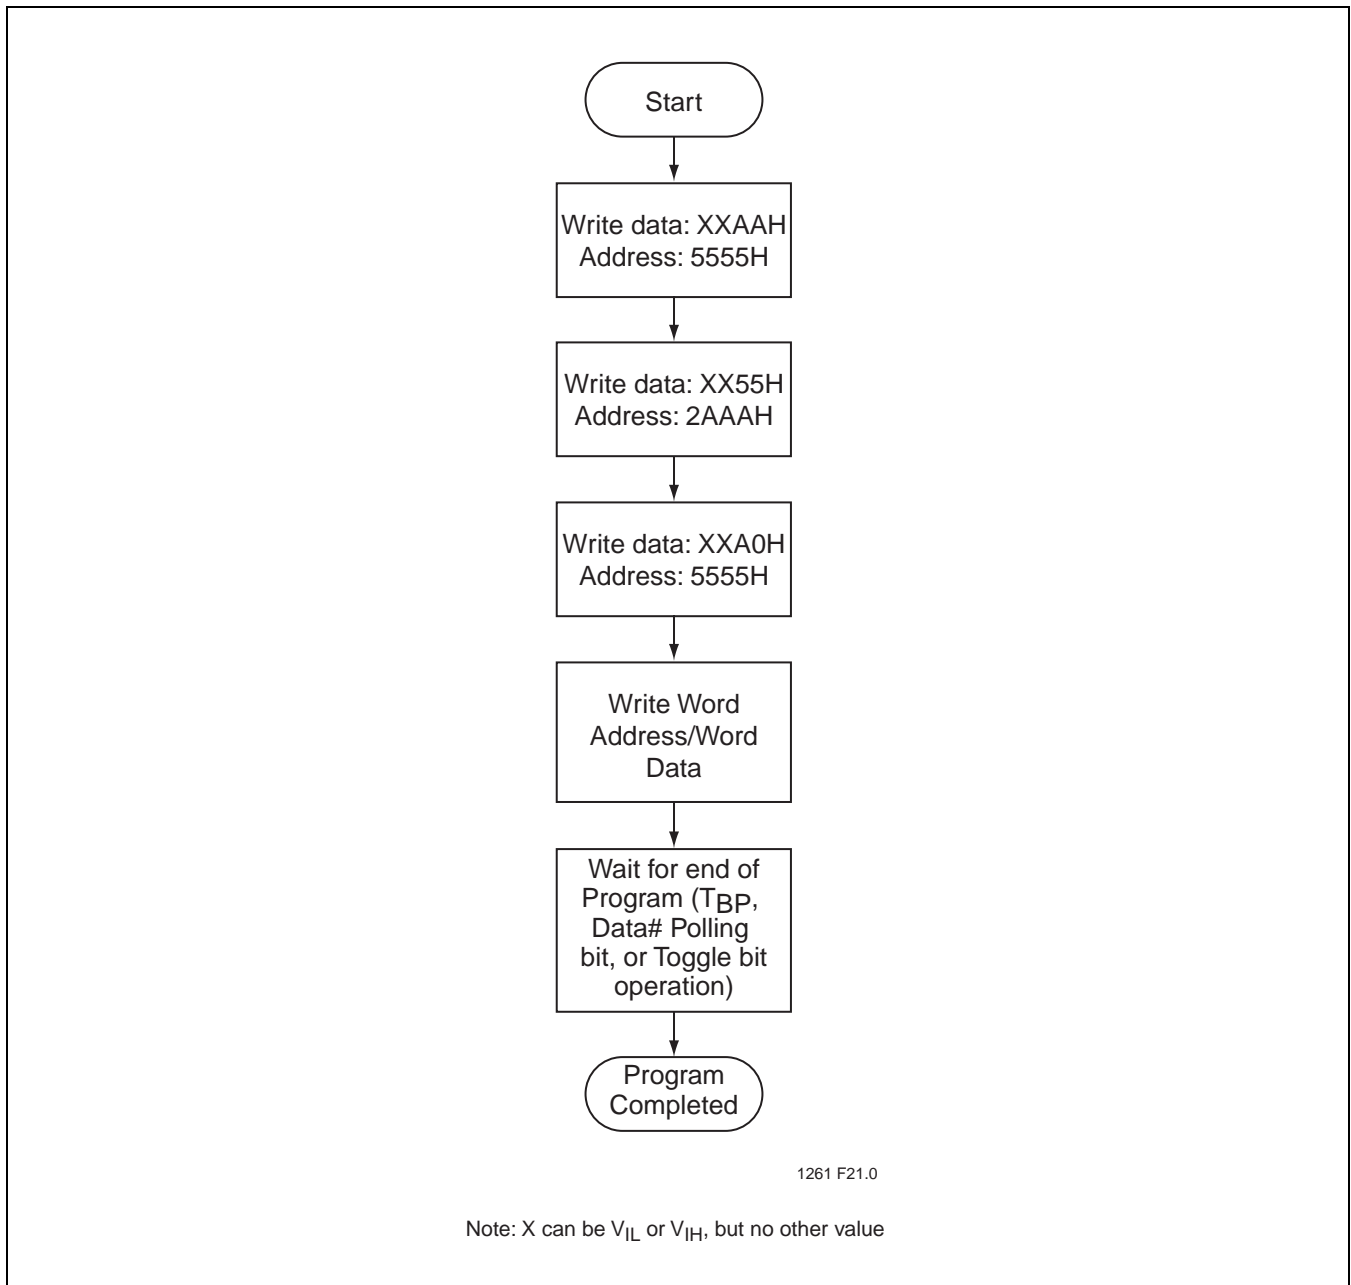 Start
Write data: XXAAH
Address: 5555H
Write data: XX55H
Address: 2AAAH
Write data: XXA0H
Address: 5555H
Write Word
Address/Word
Data
Wait for end of
Program (TBP,
Data# Polling
bit, or Toggle bit
operation)
Program
Completed
1261 F21.0
Note: X can be VIL or VIH, but no other value